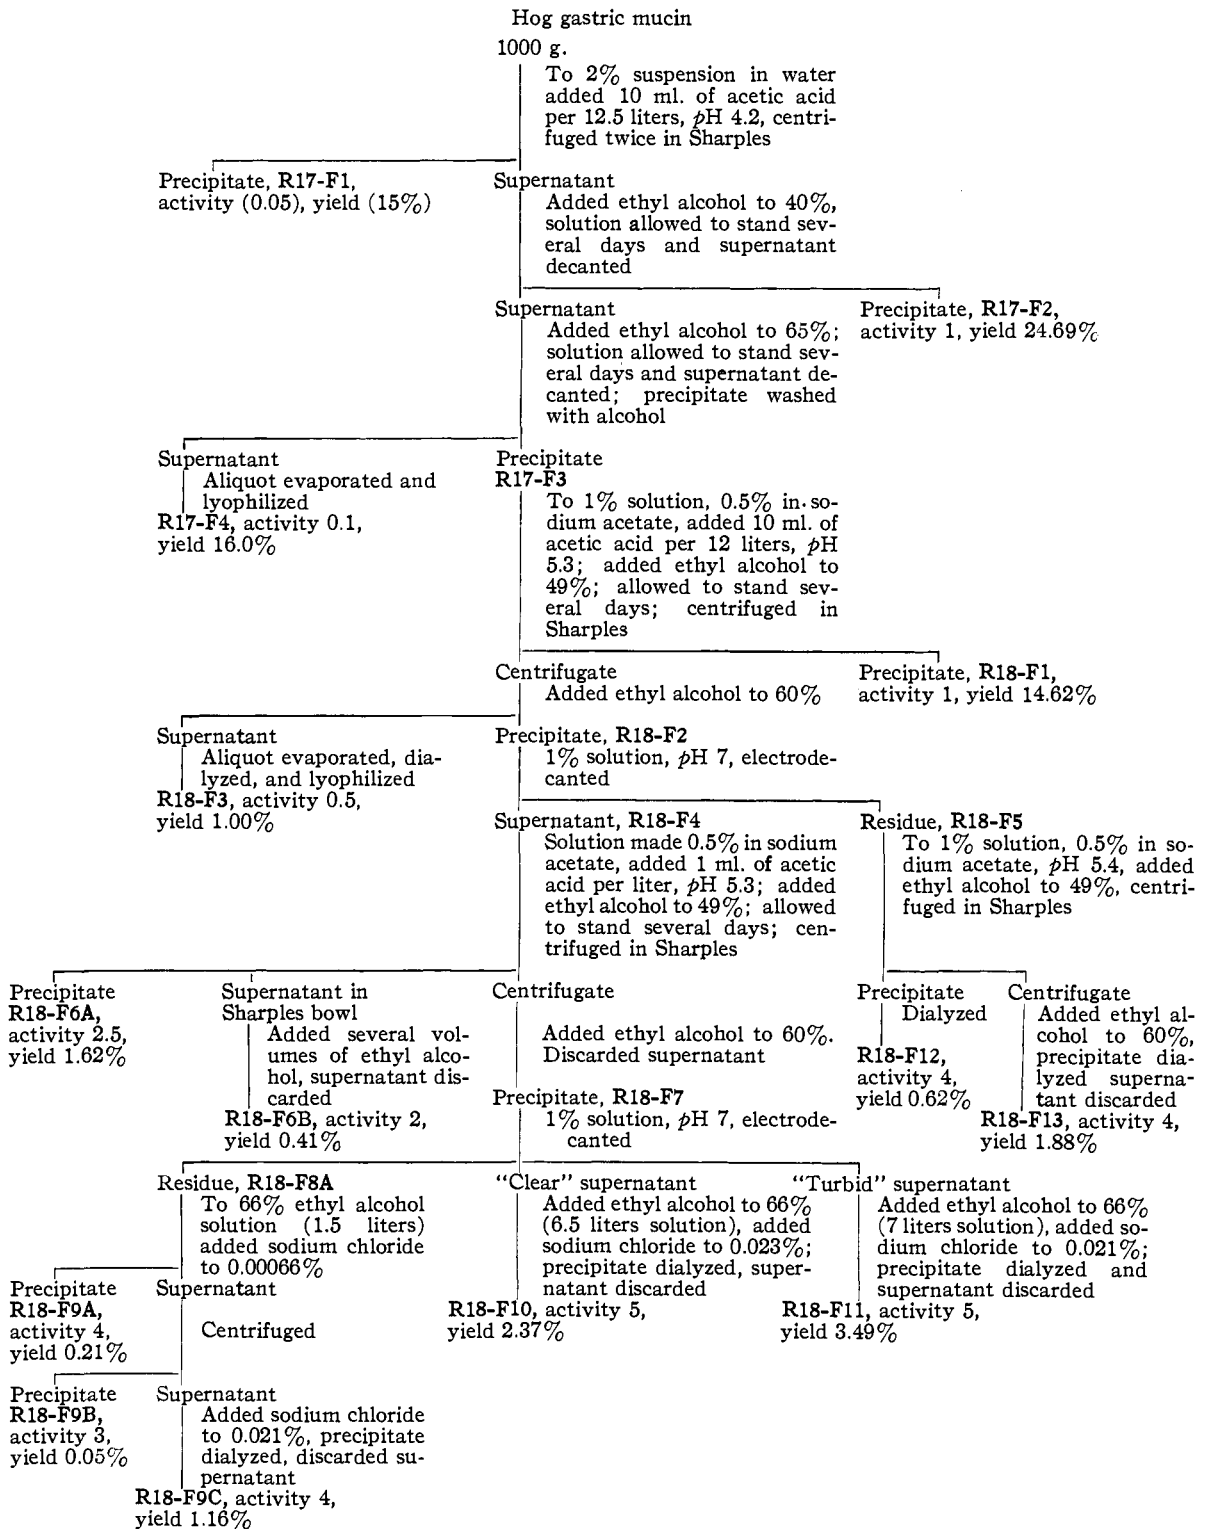 Hog gastric mucin
1000 g.
To 2% suspension in water
added 10 ml. of acetic acid
per 12.5 liters, pH 4.2, centri-
fuged twice in Sharples
Precipitate, R17-F1,
activity (0.05), yield (15%)
Supernatant
Added ethyl alcohol to 40%,
solution allowed to stand sev-
eral days and supernatant
decanted
Supernatant
Added ethyl alcohol to 65%;
solution allowed to stand sev-
eral days and supernatant de-
canted; precipitate washed
with alcohol
Precipitate, R17-F2,
activity 1, yield 24.69%
Supernatant
Aliquot evaporated and
lyophilized
R17-F4, activity 0.1,
yield 16.0%
Precipitate
R17-F3
To 1% solution, 0.5% in so-
dium acetate, added 10 ml. of
acetic acid per 12 liters, pH
5.3; added ethyl alcohol to
49%; allowed to stand sev-
eral days; centrifuged in
Sharples
Centrifugate
Added ethyl alcohol to 60%
Precipitate, R18-F1,
activity 1, yield 14.62%
Supernatant
Aliquot evaporated, dia-
lyzed, and lyophilized
R18-F3, activity 0.5,
yield 1.00%
Precipitate, R18-F2
1% solution, pH 7, electrode-
canted
Supernatant, R18-F4
Solution made 0.5% in sodium
acetate, added 1 ml. of acetic
acid per liter, pH 5.3; added
ethyl alcohol to 49%; allowed
to stand several days; cen-
trifuged in Sharples
Residue, R18-F5
To 1% solution, 0.5% in so-
dium acetate, pH 5.4, added
ethyl alcohol to 49%, centri-
fuged in Sharples
Precipitate
R18-F6A,
activity 2.5,
yield 1.62%
Supernatant in
Sharples bowl
Added several vol-
umes of ethyl alco-
hol, supernatant dis-
carded
R18-F6B, activity 2,
yield 0.41%
Centrifugate
Added ethyl alcohol to 60%.
Discarded supernatant
Precipitate, R18-F7
1% solution, pH 7, electrode-
canted
Precipitate
Dialyzed
R18-F12,
activity 4,
yield 0.62%
Centrifugate
Added ethyl al-
cohol to 60%,
precipitate dia-
lyzed superna-
tant discarded
R18-F13, activity 4,
yield 1.88%
Residue, R18-F8A
To 66% ethyl alcohol
solution (1.5 liters)
added sodium chloride
to 0.00066%
"Clear" supernatant
Added ethyl alcohol to 66%
(6.5 liters solution), added
sodium chloride to 0.023%;
precipitate dialyzed, super-
natant discarded
R18-F10, activity 5,
yield 2.37%
"Turbid" supernatant
Added ethyl alcohol to 66%
(7 liters solution), added so-
dium chloride to 0.021%;
precipitate dialyzed and
supernatant discarded
R18-F11, activity 5,
yield 3.49%
Precipitate
R18-F9A,
activity 4,
yield 0.21%
Supernatant
Centrifuged
Precipitate
R18-F9B,
activity 3,
yield 0.05%
Supernatant
Added sodium chloride
to 0.021%, precipitate
dialyzed, discarded su-
pernatant
R18-F9C, activity 4,
yield 1.16%